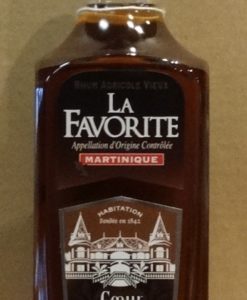 RHUM AGRICOLE VIEUX
LA
FAVORITE
Appellation d'Origine Contrôlée
MARTINIQUE
HABITATION
Fondée en 1842
Cœur